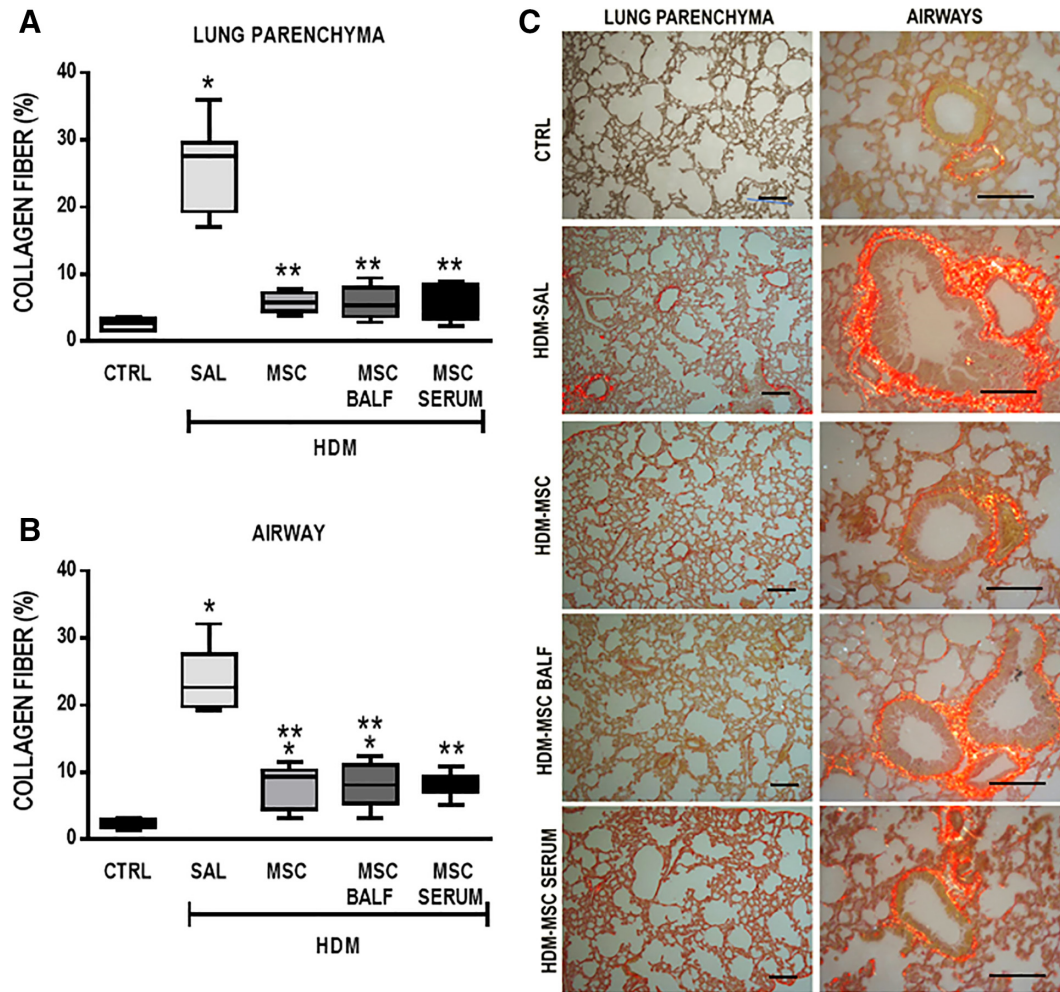 A
LUNG PARENCHYMA
COLLAGEN FIBER (%)
40
30
20
10
0
*
**
**
**
CTRL
SAL
MSC
MSC BALF
MSC SERUM
HDM
B
AIRWAY
COLLAGEN FIBER (%)
40
30
20
10
0
*
**
*
**
*
**
CTRL
SAL
MSC
MSC BALF
MSC SERUM
HDM
C
LUNG PARENCHYMA
AIRWAYS
CTRL
HDM-SAL
HDM-MSC
HDM-MSC BALF
HDM-MSC SERUM